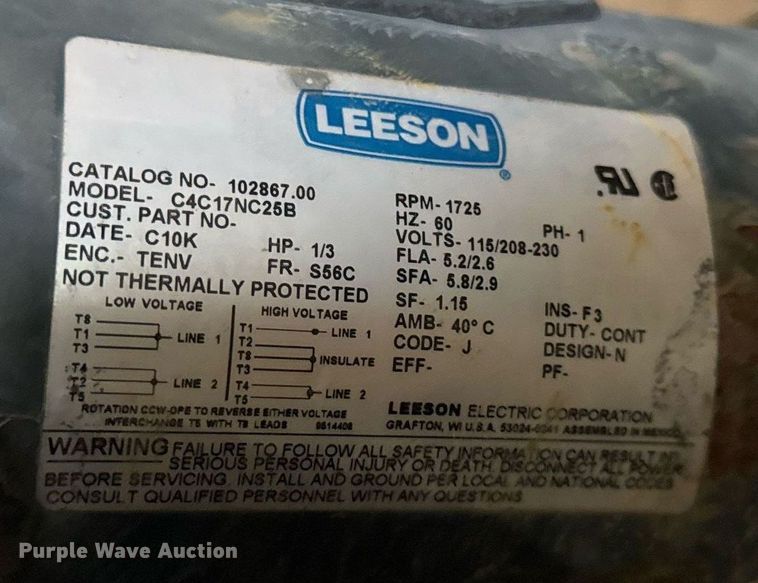 LEESON®
CATALOG NO- 102867.00
MODEL- C4C17NC25B
CUST. PART NO-
DATE- C10K HP- 1/3
ENC.- TENV FR- S56C
NOT THERMALLY PROTECTED
RPM- 1725
HZ- 60 PH- 1
VOLTS- 115/208-230
FLA- 5.2/2.6
SFA- 5.8/2.9
SF- 1.15 INS- F3
AMB- 40° C DUTY- CONT
CODE- J DESIGN- N
EFF- PF-
LOW VOLTAGE
T8
T1 LINE 1
T3
T4
T2 LINE 2
T5
HIGH VOLTAGE
T1 LINE 1
T2
T8 INSULATE
T3
T4 LINE 2
T5
ROTATION CCW-OPE TO REVERSE EITHER VOLTAGE
INTERCHANGE T5 WITH T8 LEADS
LEESON ELECTRIC CORPORATION
GRAFTON, WI U.S.A. 53024-0241 ASSEMBLED IN MEXICO
WARNING FAILURE TO FOLLOW ALL SAFETY INFORMATION CAN RESULT IN
SERIOUS PERSONAL INJURY OR DEATH. DISCONNECT ALL POWER
BEFORE SERVICING. INSTALL AND GROUND PER LOCAL AND NATIONAL CODES
CONSULT QUALIFIED PERSONNEL WITH ANY QUESTIONS
Purple Wave Auction